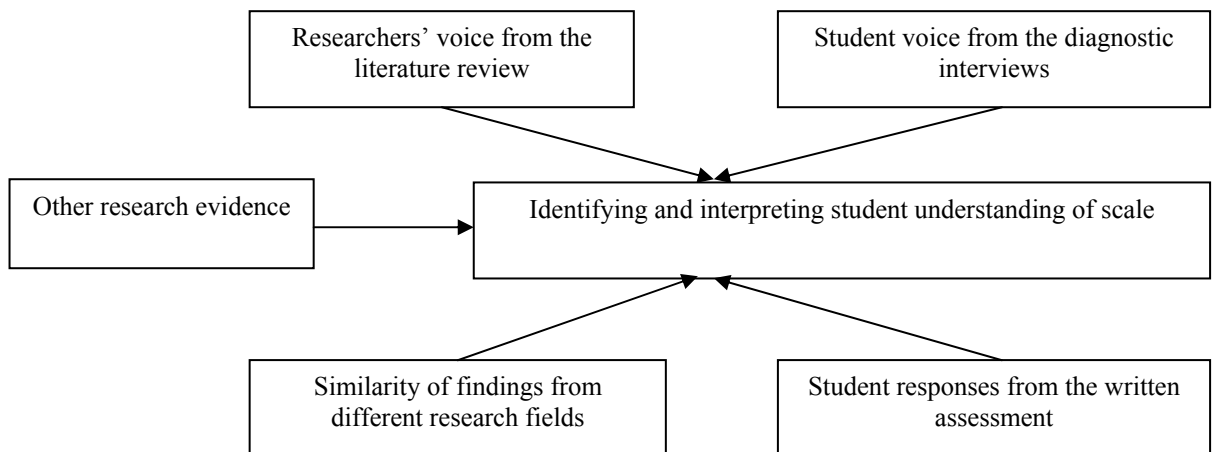 Researchers’ voice from the
literature review
Student voice from the diagnostic
interviews
Other research evidence
Identifying and interpreting student understanding of scale
Similarity of findings from
different research fields
Student responses from the written
assessment